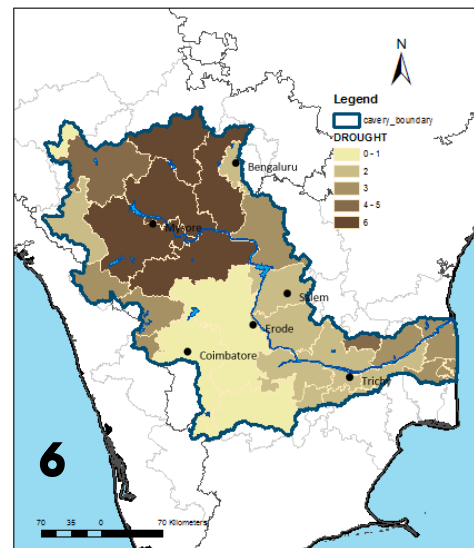 N
Legend
cavery_boundary
DROUGHT
0 - 1
2
3
4 - 5
6
Bengaluru
Mysore
Salem
Erode
Coimbatore
Trichy
6
70 35 0 70 Kilometers